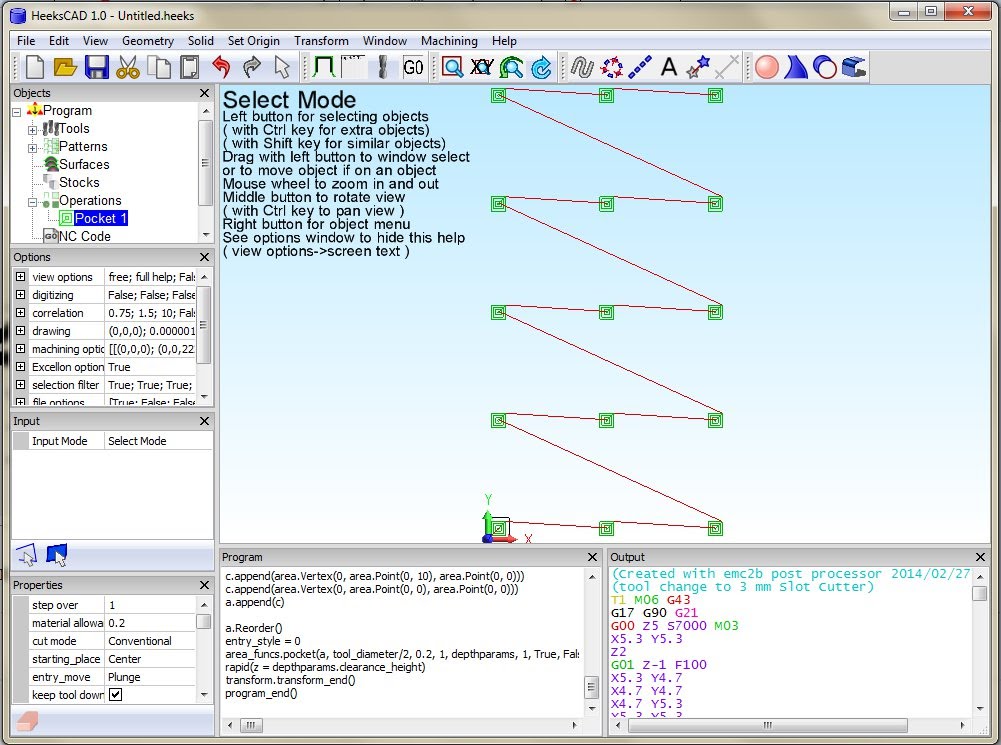 HeeksCAD 1.0 - Untitled.heeks
File Edit View Geometry Solid Set Origin Transform Window Machining Help
G0 A
Objects
Program
Tools
Patterns
Surfaces
Stocks
Operations
Pocket 1
NC Code
Options
view options free; full help; Fal
digitizing False; False; False
correlation 0.75; 1.5; 10; Fal
drawing (0,0,0); 0.000001
machining optic [[(0,0,0); (0,0,22
Excellon option True
selection filter True; True; True;
file options [True; False; False
Input
Input Mode Select Mode
Properties
step over 1
material allowa 0.2
cut mode Conventional
starting_place Center
entry_move Plunge
keep tool down
Select Mode
Left button for selecting objects
( with Ctrl key for extra objects)
( with Shift key for similar objects)
Drag with left button to window select
or to move object if on an object
Mouse wheel to zoom in and out
Middle button to rotate view
( with Ctrl key to pan view )
Right button for object menu
See options window to hide this help
( view options->screen text )
Y
X
Program
c.append(area.Vertex(0, area.Point(0, 10), area.Point(0, 0)))
c.append(area.Vertex(0, area.Point(0, 0), area.Point(0, 0)))
a.append(c)
a.Reorder()
entry_style = 0
area_funcs.pocket(a, tool_diameter/2, 0.2, 1, depthparams, 1, True, Fal
rapid(z = depthparams.clearance_height)
transform.transform_end()
program_end()
Output
(Created with emc2b post processor 2014/02/27
(tool change to 3 mm Slot Cutter)
T1 M06 G43
G17 G90 G21
G00 Z5 S7000 M03
X5.3 Y5.3
Z2
G01 Z-1 F100
X5.3 Y4.7
X4.7 Y4.7
X4.7 Y5.3
X5.3 Y5.3